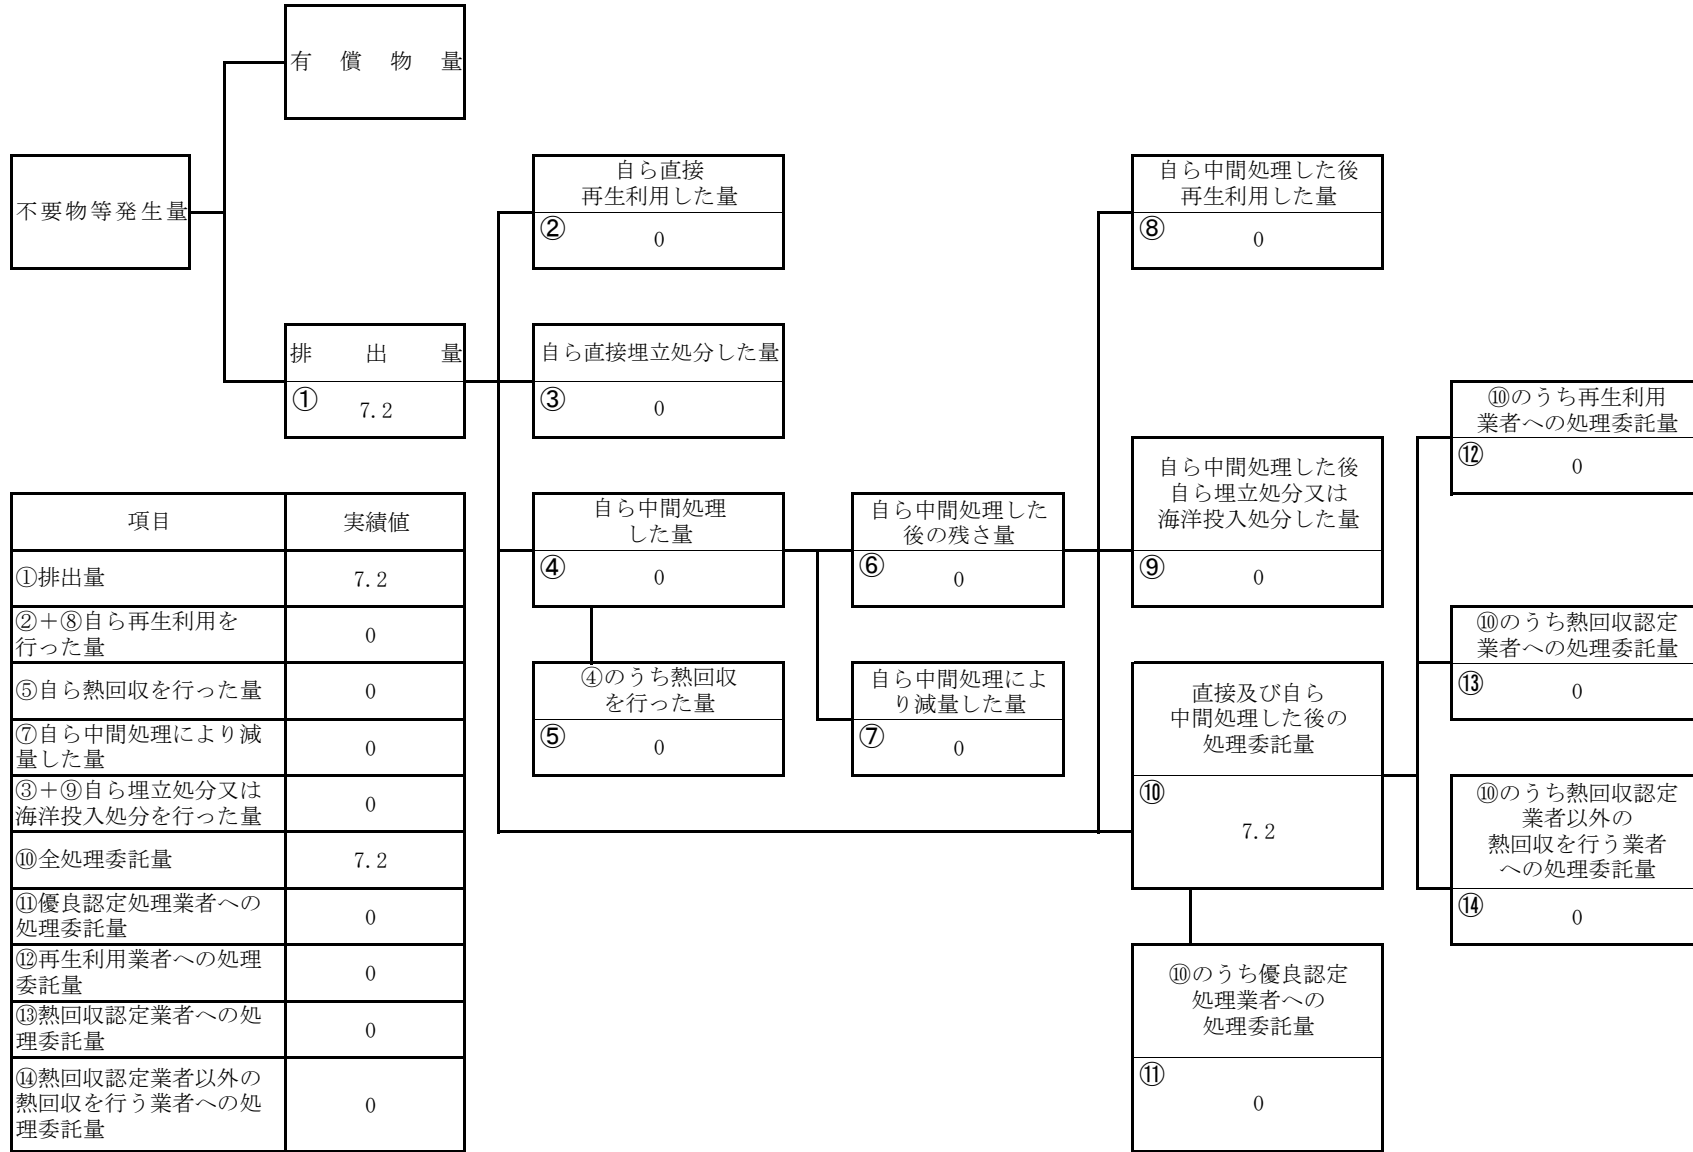 有償物量
不要物等発生量
排出量
①
7.2
自ら直接
再生利用した量
②
0
自ら直接埋立処分した量
③
0
自ら中間処理
した量
④
0
④のうち熱回収
を行った量
⑤
0
自ら中間処理した
後の残さ量
⑥
0
自ら中間処理によ
り減量した量
⑦
0
自ら中間処理した後
再生利用した量
⑧
0
自ら中間処理した後
自ら埋立処分又は
海洋投入処分した量
⑨
0
直接及び自ら
中間処理した後の
処理委託量
⑩
7.2
⑩のうち優良認定
処理業者への
処理委託量
⑪
0
⑩のうち再生利用
業者への処理委託量
⑫
0
⑩のうち熱回収認定
業者への処理委託量
⑬
0
⑩のうち熱回収認定
業者以外の
熱回収を行う業者
への処理委託量
⑭
0
項目 実績値
①排出量 7.2
②+⑧自ら再生利用を
行った量 0
⑤自ら熱回収を行った量 0
⑦自ら中間処理により減
量した量 0
③+⑨自ら埋立処分又は
海洋投入処分を行った量 0
⑩全処理委託量 7.2
⑪優良認定処理業者への
処理委託量 0
⑫再生利用業者への処理
委託量 0
⑬熱回収認定業者への処
理委託量 0
⑭熱回収認定業者以外の
熱回収を行う業者への処
理委託量 0